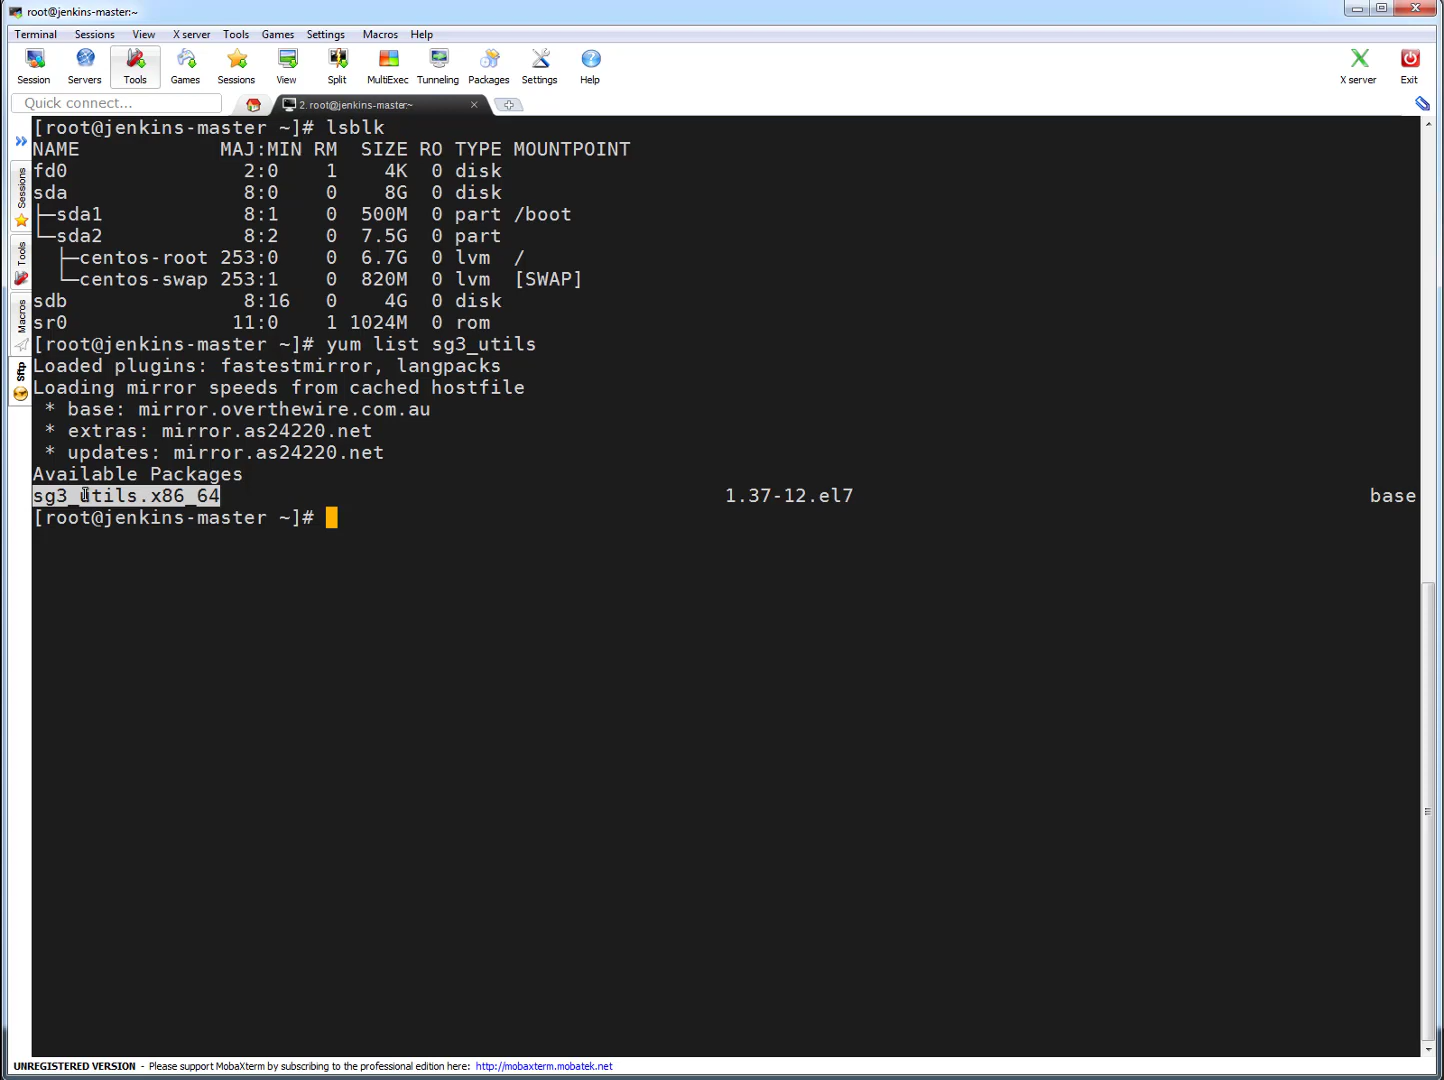 root@jenkins-master:~
Terminal Sessions View X server Tools Games Settings Macros Help
Session Servers Tools Games Sessions View Split MultiExec Tunneling Packages Settings Help X server Exit
Quick connect... 2. root@jenkins-master:~
[root@jenkins-master ~]# lsblk
NAME MAJ:MIN RM SIZE RO TYPE MOUNTPOINT
fd0 2:0 1 4K 0 disk
sda 8:0 0 8G 0 disk
├─sda1 8:1 0 500M 0 part /boot
└─sda2 8:2 0 7.5G 0 part
├─centos-root 253:0 0 6.7G 0 lvm /
└─centos-swap 253:1 0 820M 0 lvm [SWAP]
sdb 8:16 0 4G 0 disk
sr0 11:0 1 1024M 0 rom
[root@jenkins-master ~]# yum list sg3_utils
Loaded plugins: fastestmirror, langpacks
Loading mirror speeds from cached hostfile
* base: mirror.overthewire.com.au
* extras: mirror.as24220.net
* updates: mirror.as24220.net
Available Packages
sg3_utils.x86_64 1.37-12.el7 base
[root@jenkins-master ~]#
Sessions
Tools
Macros
Sftp
UNREGISTERED VERSION - Please support MobaXterm by subscribing to the professional edition here: http://mobaxterm.mobatek.net